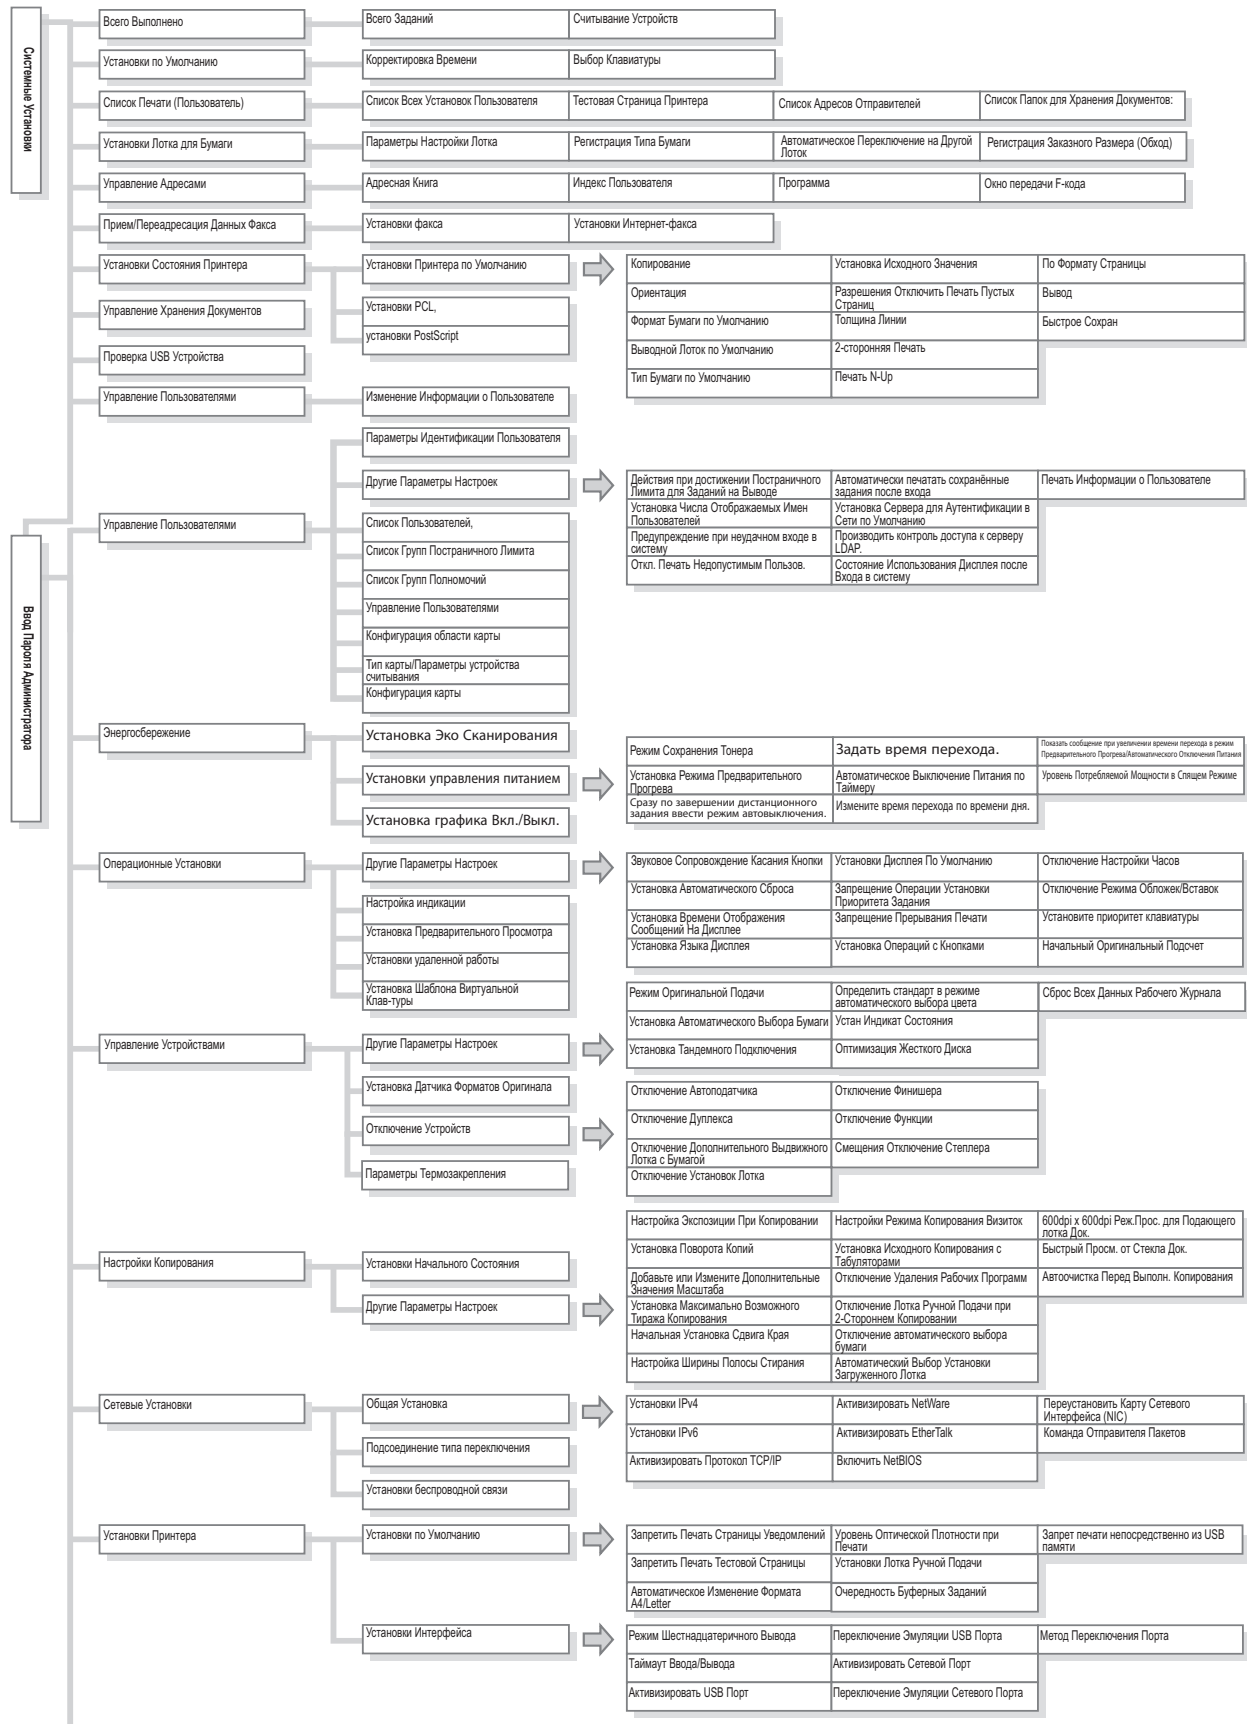 Системные Установки
Всего Выполнено
Всего Заданий
Считывание Устройств
Установки по Умолчанию
Корректировка Времени
Выбор Клавиатуры
Список Печати (Пользователь)
Список Всех Установок Пользователя
Тестовая Страница Принтера
Список Адресов Отправителей
Список Папок для Хранения Документов:
Установки Лотка для Бумаги
Параметры Настройки Лотка
Регистрация Типа Бумаги
Автоматическое Переключение на Другой
Лоток
Регистрация Заказного Размера (Обход)
Управление Адресами
Адресная Книга
Индекс Пользователя
Программа
Окно передачи F-кода
Прием/Переадресация Данных Факса
Установки факса
Установки Интернет-факса
Установки Состояния Принтера
Установки Принтера по Умолчанию
Копирование
Установка Исходного Значения
По Формату Страницы
Ориентация
Разрешения Отключить Печать Пустых
Страниц
Вывод
Формат Бумаги по Умолчанию
Толщина Линии
Быстрое Сохран
Выводной Лоток по Умолчанию
2-сторонняя Печать
Тип Бумаги по Умолчанию
Печать N-Up
Установки PCL,
установки PostScript
Управление Хранения Документов
Проверка USB Устройства
Управление Пользователями
Изменение Информации о Пользователе
Ввод Пароля Администратора
Управление Пользователями
Параметры Идентификации Пользователя
Другие Параметры Настроек
Действия при достижении Постраничного
Лимита для Заданий на Выводе
Автоматически печатать сохранённые
задания после входа
Печать Информации о Пользователе
Установка Числа Отображаемых Имен
Пользователей
Установка Сервера для Аутентификации в
Сети по Умолчанию
Предупреждение при неудачном входе в
систему
Производить контроль доступа к серверу
LDAP.
Откл. Печать Недопустимым Пользов.
Состояние Использования Дисплея после
Входа в систему
Список Пользователей,
Список Групп Постраничного Лимита
Список Групп Полномочий
Управление Пользователями
Конфигурация области карты
Тип карты/Параметры устройства
считывания
Конфигурация карты
Энергосбережение
Установка Эко Сканирования
Установки управления питанием
Режим Сохранения Тонера
Задать время перехода.
Показать сообщение при увеличении времени перехода в режим
Предварительного Прогрева/Автоматического Отключения Питания
Установка Режима Предварительного
Прогрева
Автоматическое Выключение Питания по
Таймеру
Уровень Потребляемой Мощности в Спящем Режиме
Сразу по завершении дистанционного
задания ввести режим автовыключения.
Измените время перехода по времени дня.
Установка графика Вкл./Выкл.
Операционные Установки
Другие Параметры Настроек
Звуковое Сопровождение Касания Кнопки
Установки Дисплея По Умолчанию
Отключение Настройки Часов
Установка Автоматического Сброса
Запрещение Операции Установки
Приоритета Задания
Отключение Режима Обложек/Вставок
Установка Времени Отображения
Сообщений На Дисплее
Запрещение Прерывания Печати
Установите приоритет клавиатуры
Установка Языка Дисплея
Установка Операций с Кнопками
Начальный Оригинальный Подсчет
Настройка индикации
Установка Предварительного Просмотра
Установки удаленной работы
Установка Шаблона Виртуальной
Клав-туры
Управление Устройствами
Другие Параметры Настроек
Режим Оригинальной Подачи
Определить стандарт в режиме
автоматического выбора цвета
Сброс Всех Данных Рабочего Журнала
Установка Автоматического Выбора Бумаги
Устан Индикат Состояния
Установка Тандемного Подключения
Оптимизация Жесткого Диска
Установка Датчика Форматов Оригинала
Отключение Устройств
Отключение Автоподатчика
Отключение Финишера
Отключение Дуплекса
Отключение Функции
Отключение Дополнительного Выдвижного
Лотка с Бумагой
Смещения Отключение Степлера
Отключение Установок Лотка
Параметры Термозакрепления
Настройки Копирования
Установки Начального Состояния
Другие Параметры Настроек
Настройка Экспозиции При Копировании
Настройки Режима Копирования Визиток
600dpi x 600dpi Реж.Прос. для Подающего
лотка Док.
Установка Поворота Копий
Установка Исходного Копирования с
Табуляторами
Быстрый Просм. от Стекла Док.
Добавьте или Измените Дополнительные
Значения Масштаба
Отключение Удаления Рабочих Программ
Автоочистка Перед Выполн. Копирования
Установка Максимально Возможного
Тиража Копирования
Отключение Лотка Ручной Подачи при
2-Стороннем Копировании
Начальная Установка Сдвига Края
Отключение автоматического выбора
бумаги
Настройка Ширины Полосы Стирания
Автоматический Выбор Установки
Загруженного Лотка
Сетевые Установки
Общая Установка
Установки IPv4
Активизировать NetWare
Переустановить Карту Сетевого
Интерфейса (NIC)
Установки IPv6
Активизировать EtherTalk
Команда Отправителя Пакетов
Активизировать Протокол TCP/IP
Включить NetBIOS
Подсоединение типа переключения
Установки беспроводной связи
Установки Принтера
Установки по Умолчанию
Запретить Печать Страницы Уведомлений
Уровень Оптической Плотности при
Печати
Запрет печати непосредственно из USB
памяти
Запретить Печать Тестовой Страницы
Установки Лотка Ручной Подачи
Автоматическое Изменение Формата
A4/Letter
Очередность Буферных Заданий
Установки Интерфейса
Режим Шестнадцатеричного Вывода
Переключение Эмуляции USB Порта
Метод Переключения Порта
Таймаут Ввода/Вывода
Активизировать Сетевой Порт
Активизировать USB Порт
Переключение Эмуляции Сетевого Порта